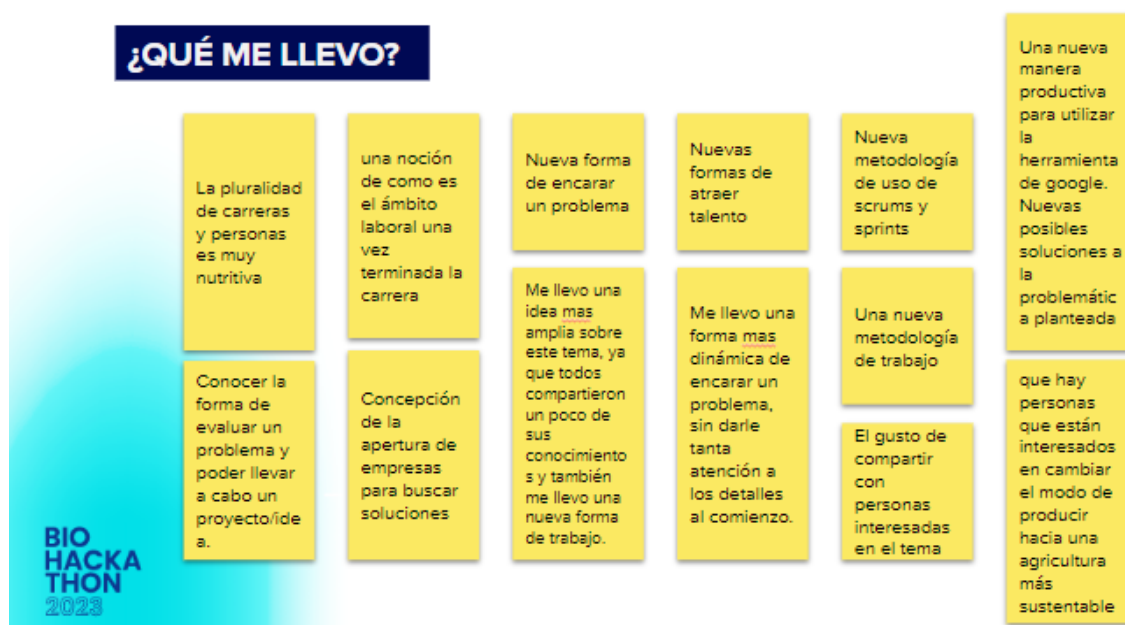 ¿QUÉ ME LLEVO?
La pluralidad
de carreras
y personas
es muy
nutritiva
Conocer la
forma de
evaluar un
problema y
poder llevar
a cabo un
proyecto/ide
a.
una noción
de como es
el ámbito
laboral una
vez
terminada la
carrera
Concepción
de la
apertura de
empresas
para buscar
soluciones
Nueva forma
de encarar
un problema
Me llevo una
idea mas
amplia sobre
este tema, ya
que todos
compartieron
un poco de
sus
conocimiento
s y también
me llevo una
nueva forma
de trabajo.
Nuevas
formas de
atraer
talento
Me llevo una
forma mas
dinámica de
encarar un
problema,
sin darle
tanta
atención a
los detalles
al comienzo.
Nueva
metodología
de uso de
scrums y
sprints
Una nueva
metodología
de trabajo
El gusto de
compartir
con
personas
interesadas
en el tema
Una nueva
manera
productiva
para utilizar
la
herramienta
de google.
Nuevas
posibles
soluciones a
la
problemátic
a planteada
que hay
personas
que están
interesados
en cambiar
el modo de
producir
hacia una
agricultura
más
sustentable
BIO
HACKA
THON
2023